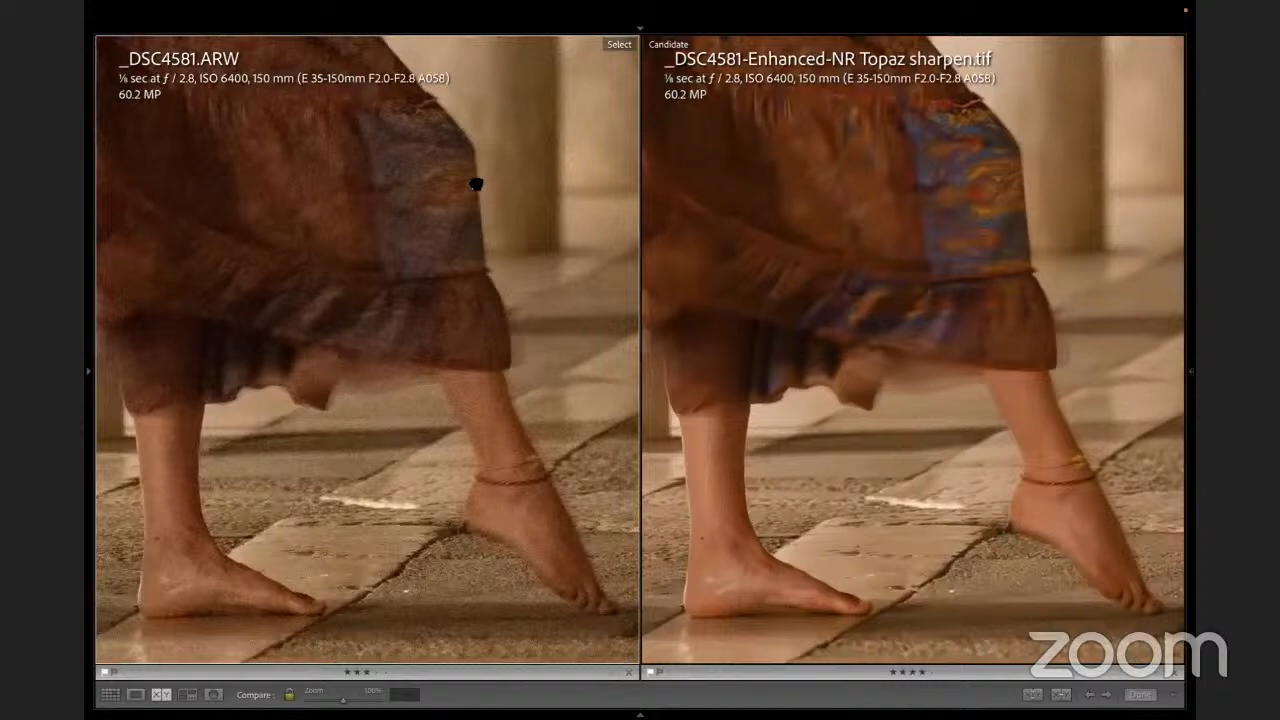 _DSC4581.ARW
⅛ sec at ƒ / 2.8, ISO 6400, 150 mm (E 35-150mm F2.0-F2.8 A058)
60.2 MP
Select
Candidate
_DSC4581-Enhanced-NR Topaz sharpen.tif
⅛ sec at ƒ / 2.8, ISO 6400, 150 mm (E 35-150mm F2.0-F2.8 A058)
60.2 MP
zoom
Compare :
Zoom
100%
Done